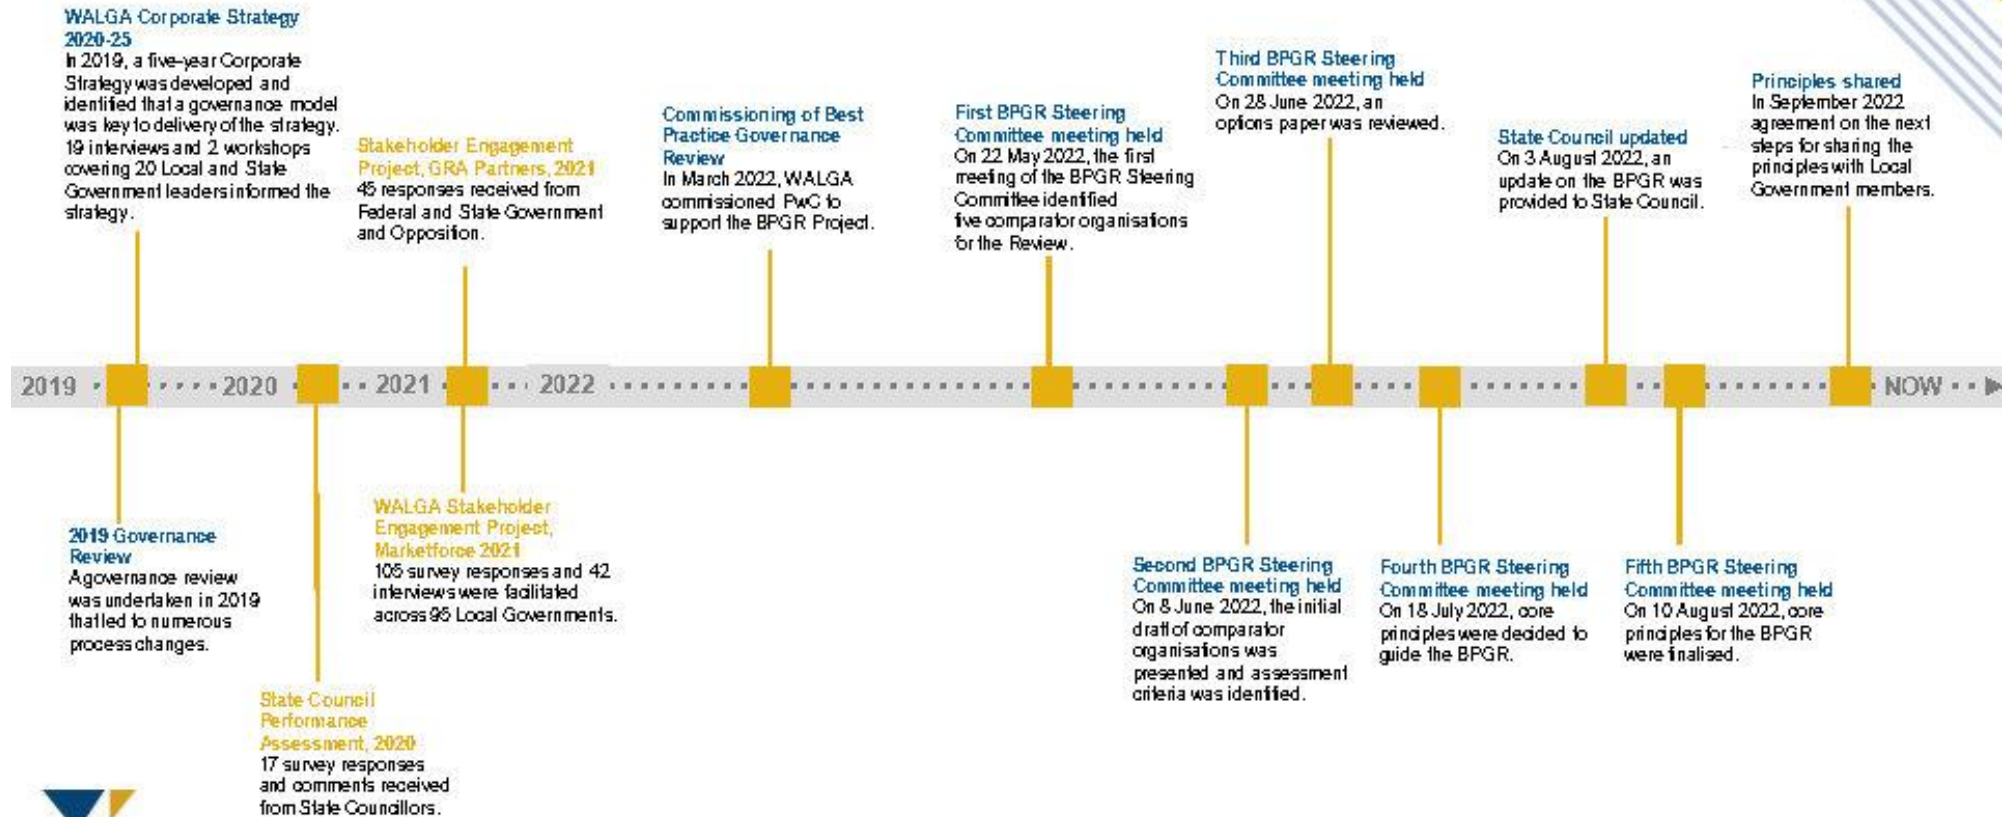 WALGA Corporate Strategy
2020-25
In 2019, a five-year Corporate
Strategy was developed and
identified that a governance model
was key to delivery of the strategy.
19 interviews and 2 workshops
covering 20 Local and State
Government leaders informed the
strategy.
Stakeholder Engagement
Project, GRA Partners, 2021
45 responses received from
Federal and State Government
and Opposition.
Commissioning of Best
Practice Governance
Review
In March 2022, WALGA
commissioned PwC to
support the BPGR Project.
First BPGR Steering
Committee meeting held
On 22 May 2022, the first
meeting of the BPGR Steering
Committee identified
five comparator organisations
for the Review.
Third BPGR Steering
Committee meeting held
On 28 June 2022, an
options paper was reviewed.
State Council updated
On 3 August 2022, an
update on the BPGR was
provided to State Council.
Principles shared
In September 2022
agreement on the next
steps for sharing the
principles with Local
Government members.
2019 2020 2021 2022 NOW
2019 Governance
Review
A governance review
was undertaken in 2019
that led to numerous
process changes.
State Council
Performance
Assessment, 2020
17 survey responses
and comments received
from State Councillors.
WALGA Stakeholder
Engagement Project,
Marketforce 2021
105 survey responses and 42
interviews were facilitated
across 95 Local Governments.
Second BPGR Steering
Committee meeting held
On 8 June 2022, the initial
draft of comparator
organisations was
presented and assessment
criteria was identified.
Fourth BPGR Steering
Committee meeting held
On 18 July 2022, core
principles were decided to
guide the BPGR.
Fifth BPGR Steering
Committee meeting held
On 10 August 2022, core
principles for the BPGR
were finalised.